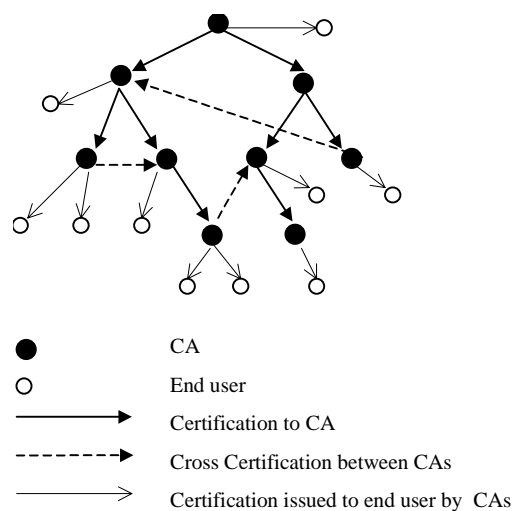 CA
End user
Certification to CA
Cross Certification between CAs
Certification issued to end user by CAs